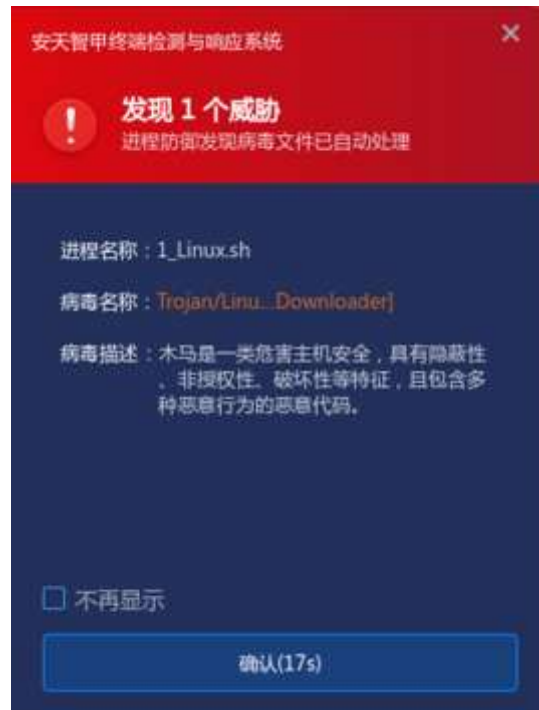 安天智甲终端检测与响应系统
发现 1 个威胁
进程防御发现病毒文件已自动处理
进程名称：1_Linux.sh
病毒名称：Trojan/Linu...Downloader]
病毒描述：木马是一类危害主机安全，具有隐蔽性
、非授权性、破坏性等特征，且包含多
种恶意行为的恶意代码。
不再显示
确认(17s)